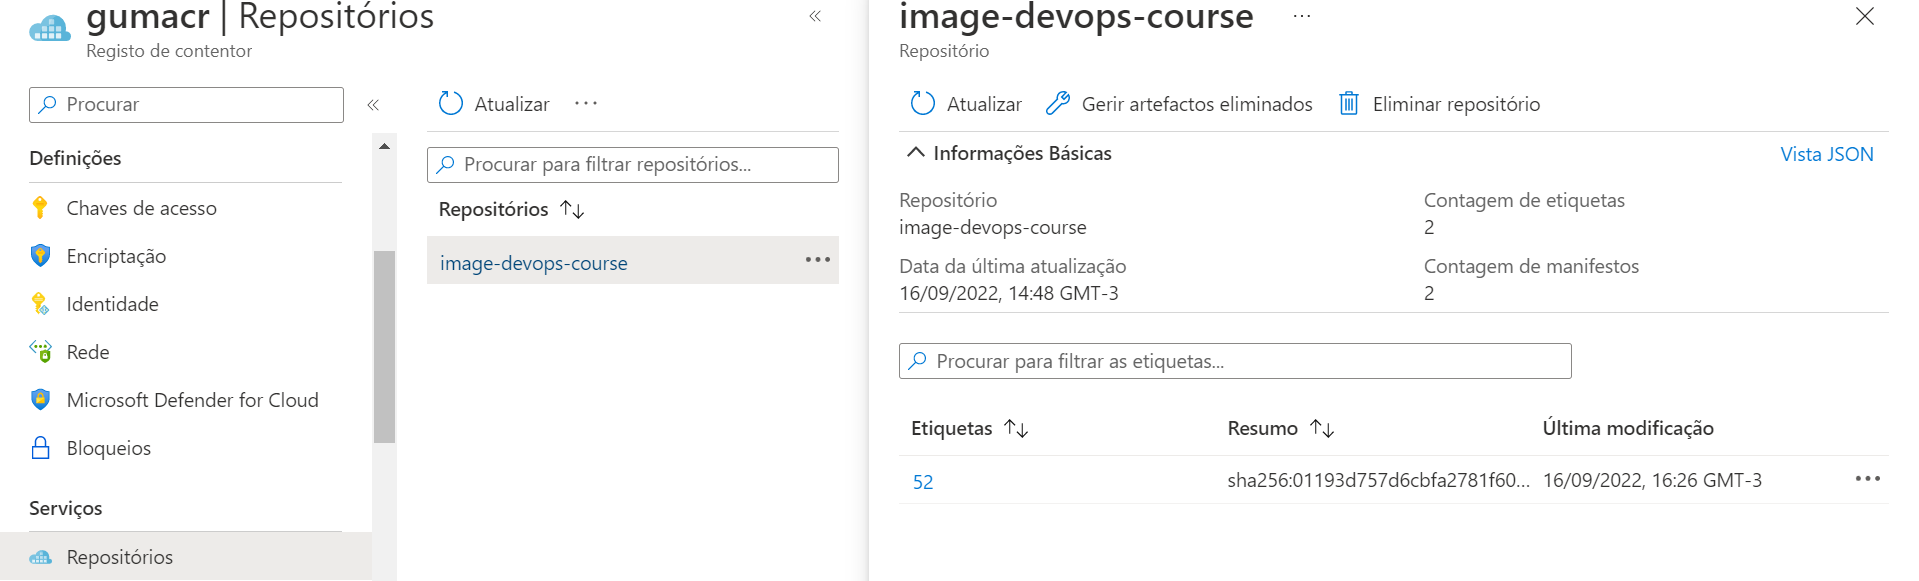 gumacr | Repositórios
Registo de contentor
Procurar
Definições
Chaves de acesso
Encriptação
Identidade
Rede
Microsoft Defender for Cloud
Bloqueios
Serviços
Repositórios
Atualizar
Procurar para filtrar repositórios...
Repositórios
image-devops-course
image-devops-course
Repositório
Atualizar Gerir artefactos eliminados Eliminar repositório
Informações Básicas Vista JSON
Repositório
image-devops-course
Data da última atualização
16/09/2022, 14:48 GMT-3
Contagem de etiquetas
2
Contagem de manifestos
2
Procurar para filtrar as etiquetas...
Etiquetas Resumo Última modificação
52 sha256:01193d757d6cbfa2781f60... 16/09/2022, 16:26 GMT-3